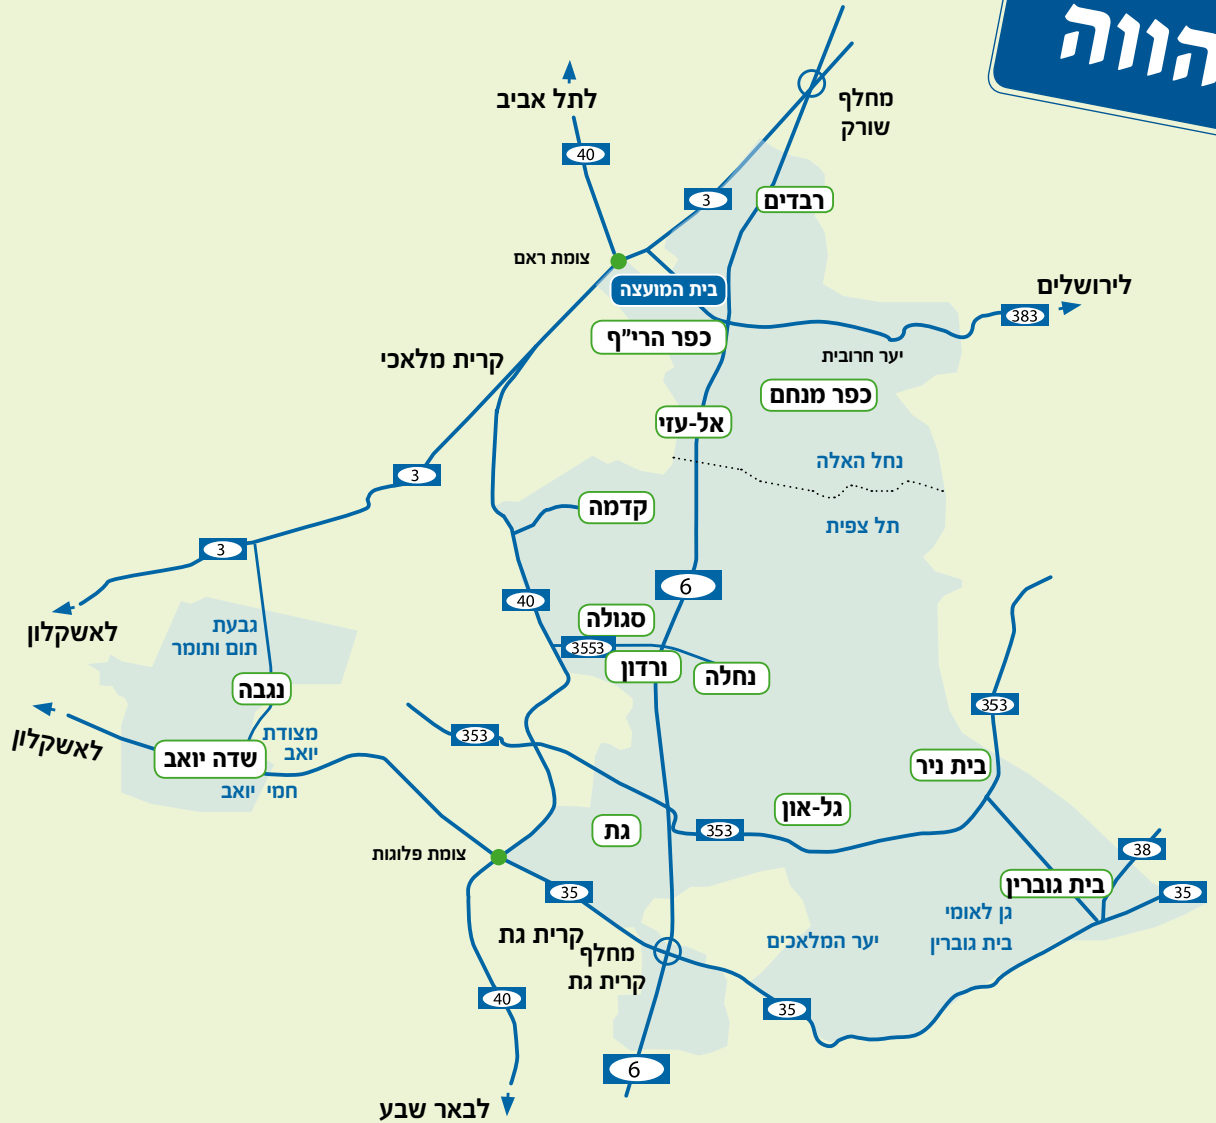 הווה
לתל אביב
מחלף
שורק
40
3
רבדים
צומת ראם
בית המועצה
לירושלים
383
כפר הרי"ף
יער חרובית
קרית מלאכי
כפר מנחם
אל-עזי
נחל האלה
3
קדמה
תל צפית
3
6
40
לאשקלון
גבעת
תום ותומר
סגולה
3553
ורדון
נחלה
נגבה
353
לאשקלון
מצודת
יואב
353
שדה יואב
בית ניר
חמי יואב
גל-און
גת
353
צומת פלוגות
38
35
בית גוברין
35
גן לאומי
בית גוברין
יער המלאכים
קרית גת
מחלף
קרית גת
40
35
6
לבאר שבע